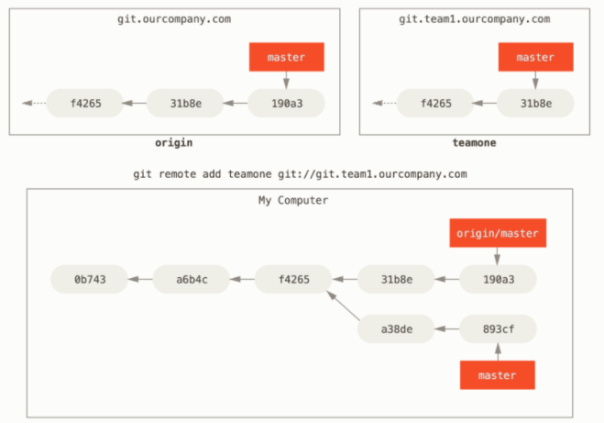 git.ourcompany.com
master
f4265 31b8e 190a3
origin
git.team1.ourcompany.com
master
f4265 31b8e
teamone
git remote add teamone git://git.team1.ourcompany.com
My Computer
origin/master
0b743 a6b4c f4265 31b8e 190a3
a38de 893cf
master